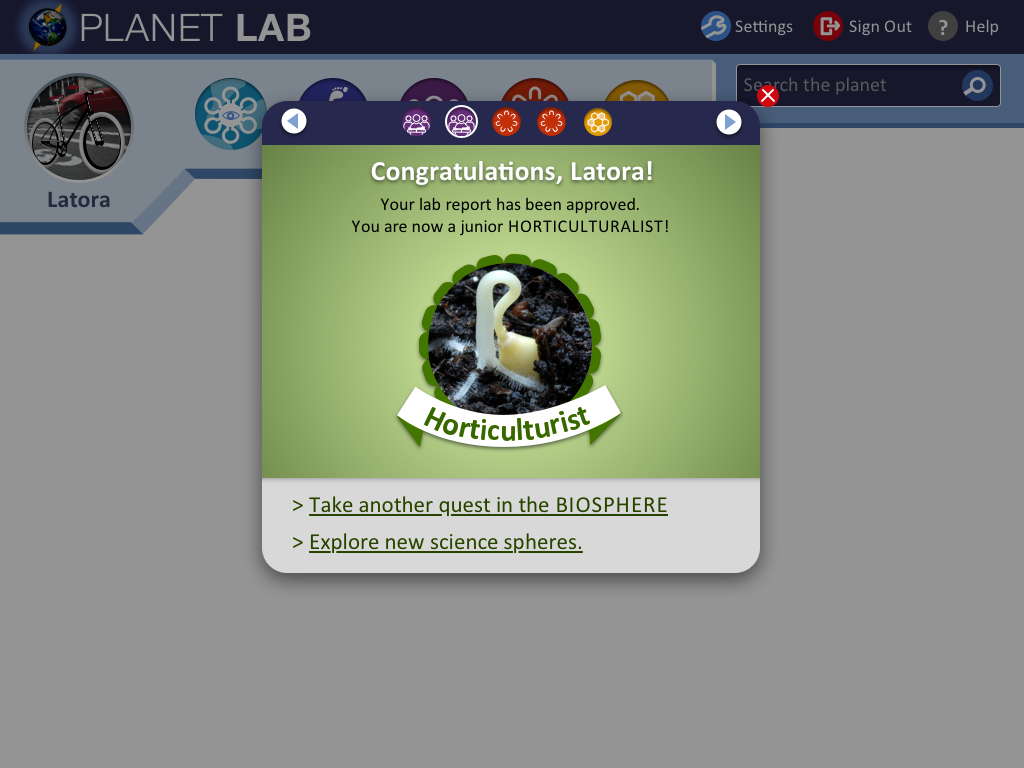 PLANET LAB
Settings
Sign Out
? Help
Search the planet
Latora
Congratulations, Latora!
Your lab report has been approved.
You are now a junior HORTICULTURALIST!
Horticulturist
> Take another quest in the BIOSPHERE
> Explore new science spheres.